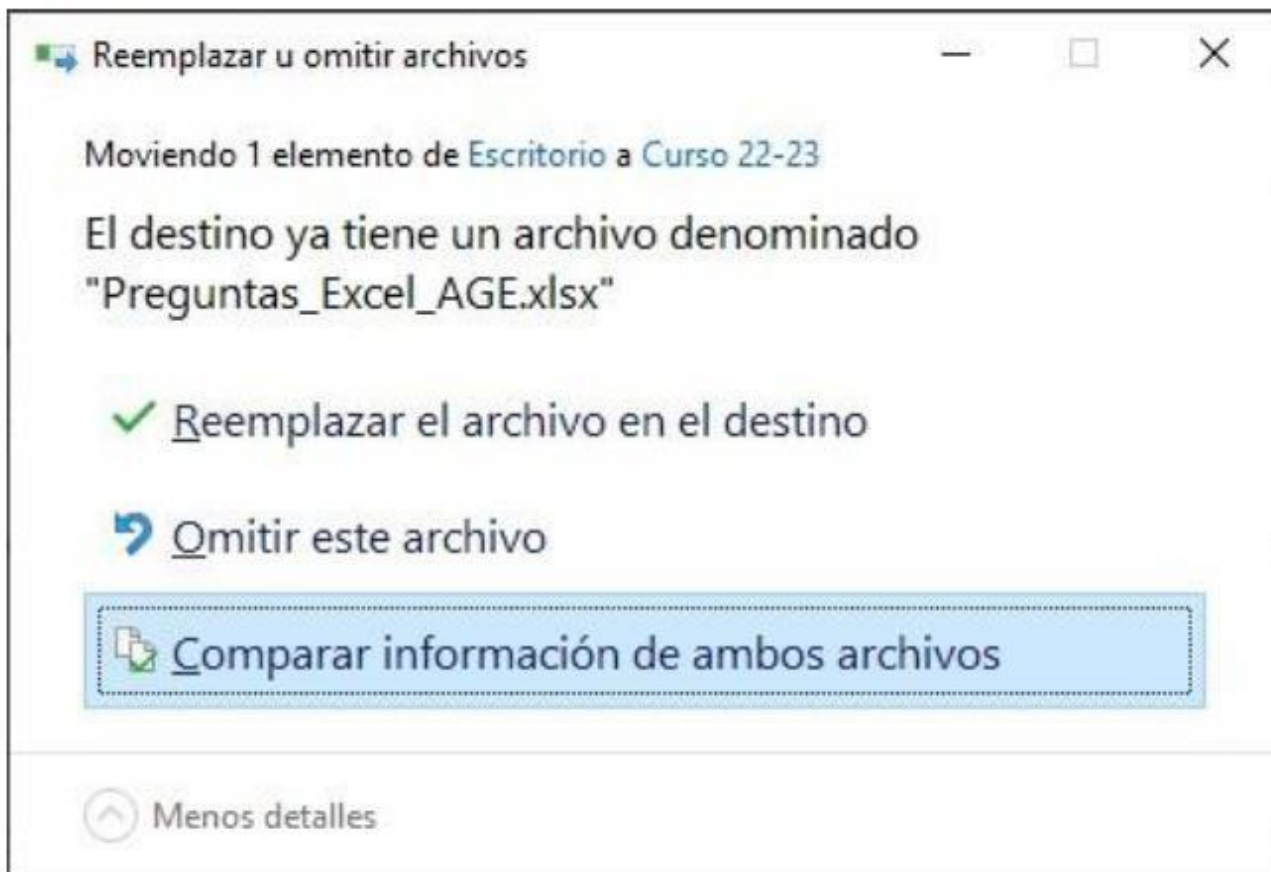 Reemplazar u omitir archivos
Moviendo 1 elemento de Escritorio a Curso 22-23
El destino ya tiene un archivo denominado
"Preguntas_Excel_AGE.xlsx"
Reemplazar el archivo en el destino
Omitir este archivo
Comparar información de ambos archivos
Menos detalles